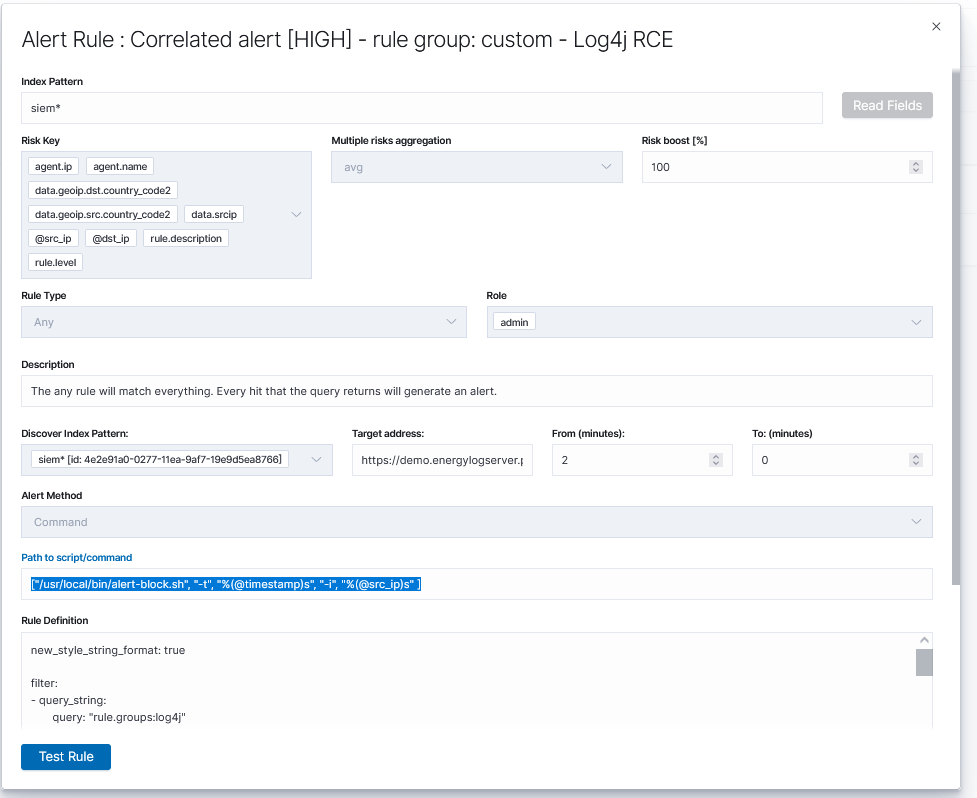 Alert Rule : Correlated alert [HIGH] - rule group: custom - Log4j RCE
Index Pattern
siem*
Read Fields
Risk Key
Multiple risks aggregation
Risk boost [%]
agent.ip
agent.name
avg
100
data.geoip.dst.country_code2
data.geoip.src.country_code2
data.srcip
@src_ip
@dst_ip
rule.description
rule.level
Rule Type
Role
Any
admin
Description
The any rule will match everything. Every hit that the query returns will generate an alert.
Discover Index Pattern:
Target address:
From (minutes):
To: (minutes)
siem* [id: 4e2e91a0-0277-11ea-9af7-19e9d5ea8766]
https://demo.energylogserver.p
2
0
Alert Method
Command
Path to script/command
["/usr/local/bin/alert-block.sh", "-t", "%(@timestamp)s", "-i", "%(@src_ip)s" ]
Rule Definition
new_style_string_format: true
filter:
- query_string:
query: "rule.groups:log4j"
Test Rule